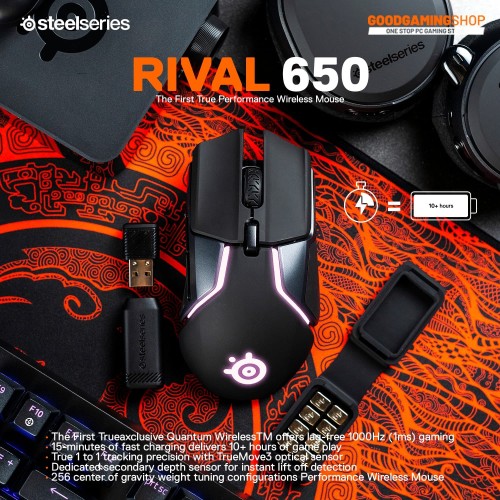 steelseries
GOODGAMINGSHOP
ONE STOP PC GAMING ST
steelseries
RIVAL 650
The First True Performance Wireless Mouse
10+ hours
steelseries
F9
F10
· The First Trueaxclusive Quantum WirelessTM offers lag-free 1000Hz (1ms) gaming
· 15-minutes of fast charging delivers 10+ hours of game play
· True 1 to 1 tracking precision with TrueMove3 optical sensor
· Dedicated secondary depth sensor for instant lift off detection
· 256 center of gravity weight tuning configurations Performance Wireless Mouse